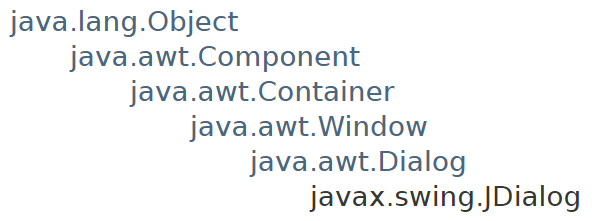 java.lang.Object
java.awt.Component
java.awt.Container
java.awt.Window
java.awt.Dialog
javax.swing.JDialog